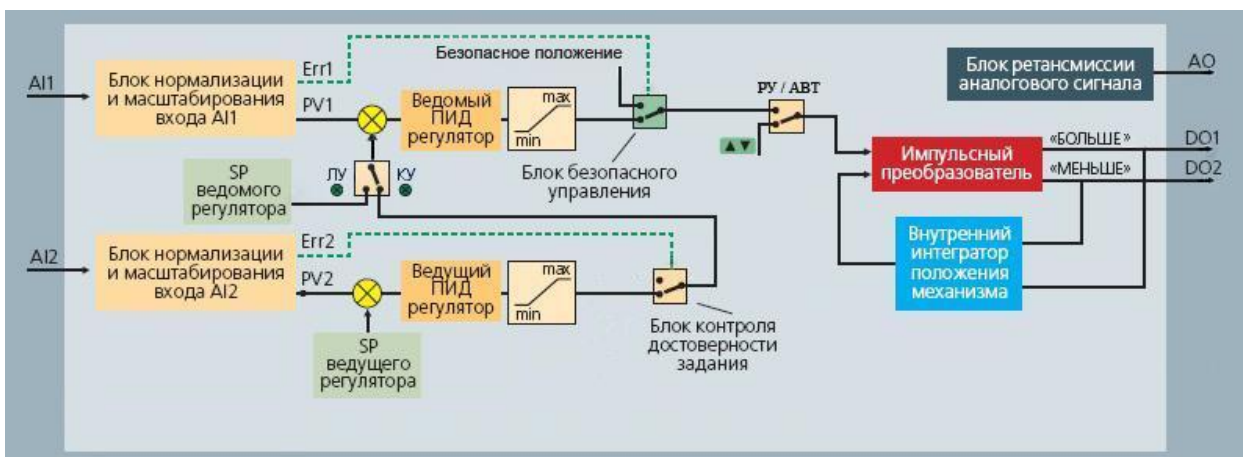 AI1
Блок нормализации
и масштабирования
входа AI1
Err1
PV1
Ведомый
ПИД
регулятор
max
min
Безопасное положение
Блок безопасного
управления
РУ / АВТ
▲▼
Блок ретансмиссии
аналогового сигнала
AO
Импульсный
преобразователь
«БОЛЬШЕ»
DO1
«МЕНЬШЕ»
DO2
Внутренний
интегратор
положения
механизма
SP
ведомого
регулятора
ЛУ
КУ
AI2
Блок нормализации
и масштабирования
входа AI2
Err2
PV2
Ведущий
ПИД
регулятор
max
min
Блок контроля
достоверности
задания
SP
ведущего
регулятора